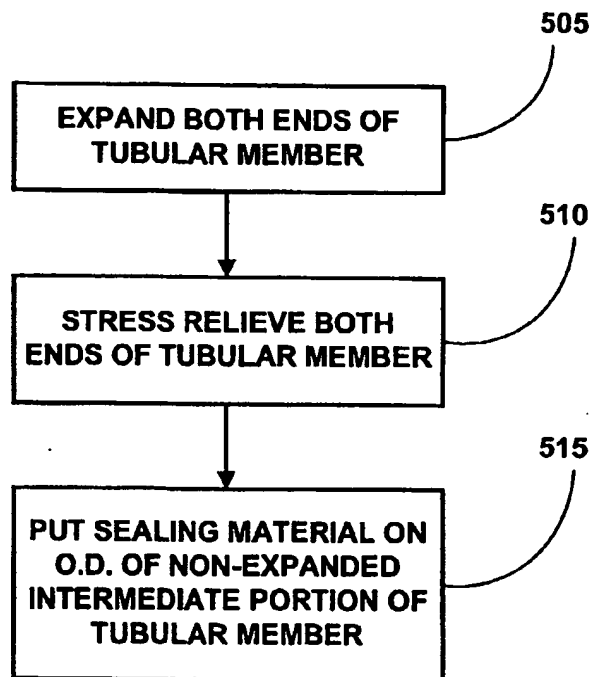 505
EXPAND BOTH ENDS OF
TUBULAR MEMBER
510
STRESS RELIEVE BOTH
ENDS OF TUBULAR MEMBER
515
PUT SEALING MATERIAL ON
O.D. OF NON-EXPANDED
INTERMEDIATE PORTION OF
TUBULAR MEMBER